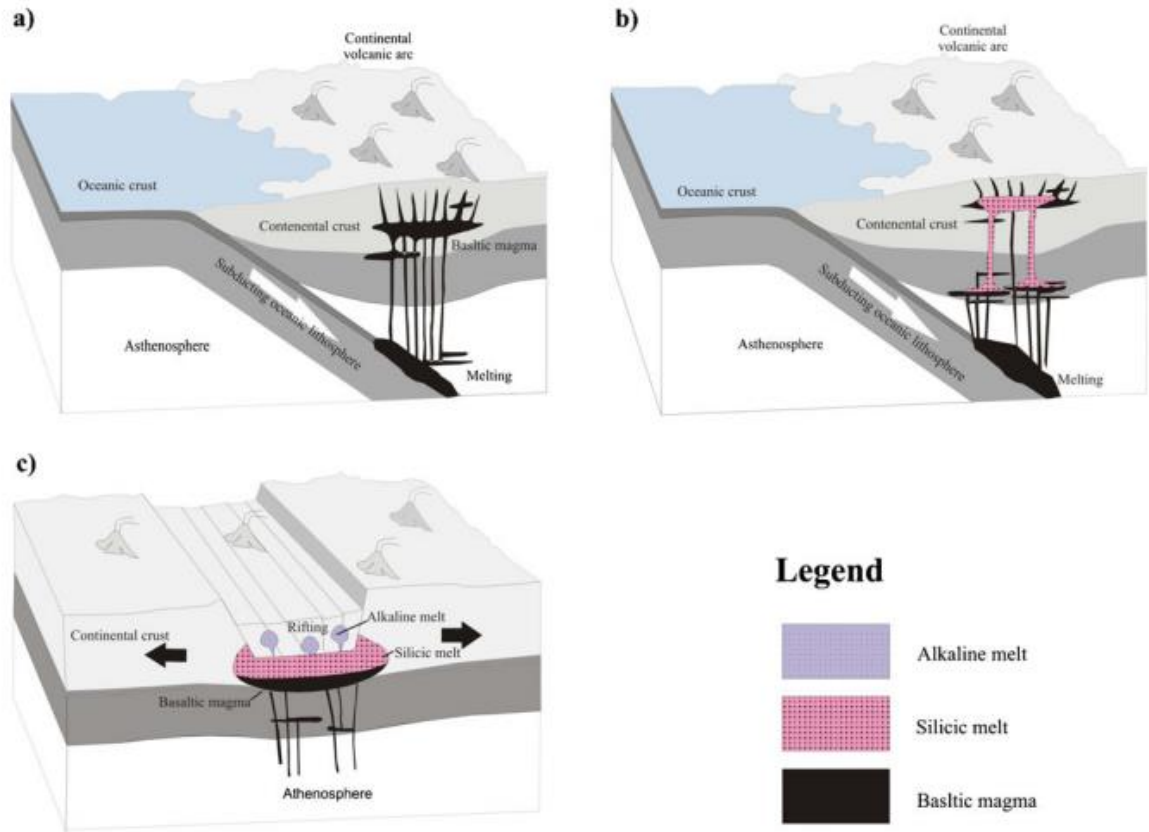 a)
Continental
volcanic arc
Oceanic crust
Contenental crust
Basltic magma
Subducting oceanic lithosphere
Asthenosphere
Melting
b)
Continental
volcanic arc
Oceanic crust
Contenental crust
Subducting oceanic lithosphere
Asthenosphere
Melting
c)
Rifting
Alkaline melt
Continental crust
Silicic melt
Basaltic magma
Athenosphere
Legend
Alkaline melt
Silicic melt
Basltic magma